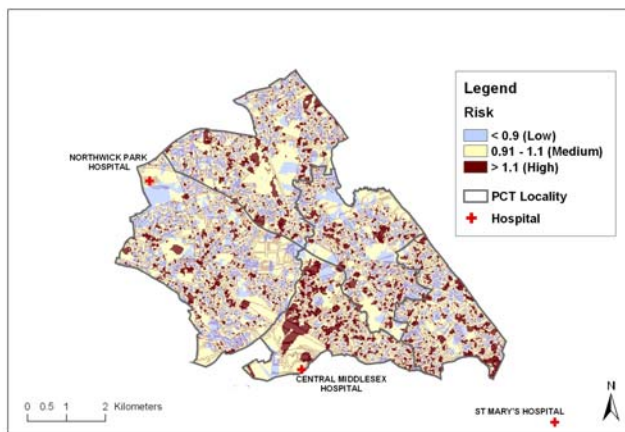 Legend
Risk
< 0.9 (Low)
0.91 - 1.1 (Medium)
> 1.1 (High)
PCT Locality
Hospital
NORTHWICK PARK
HOSPITAL
CENTRAL MIDDLESEX
HOSPITAL
N
0 0.5 1 2 Kilometers
ST MARY'S HOSPITAL